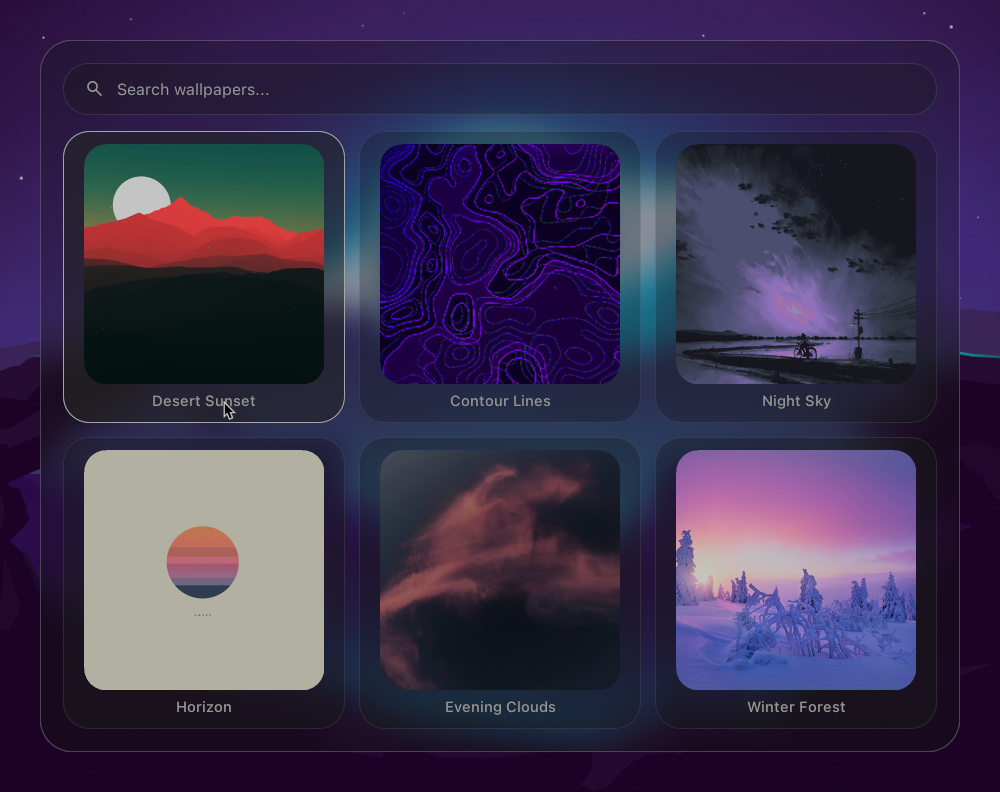 Search wallpapers...
Desert Sunset
Contour Lines
Night Sky
Horizon
Evening Clouds
Winter Forest